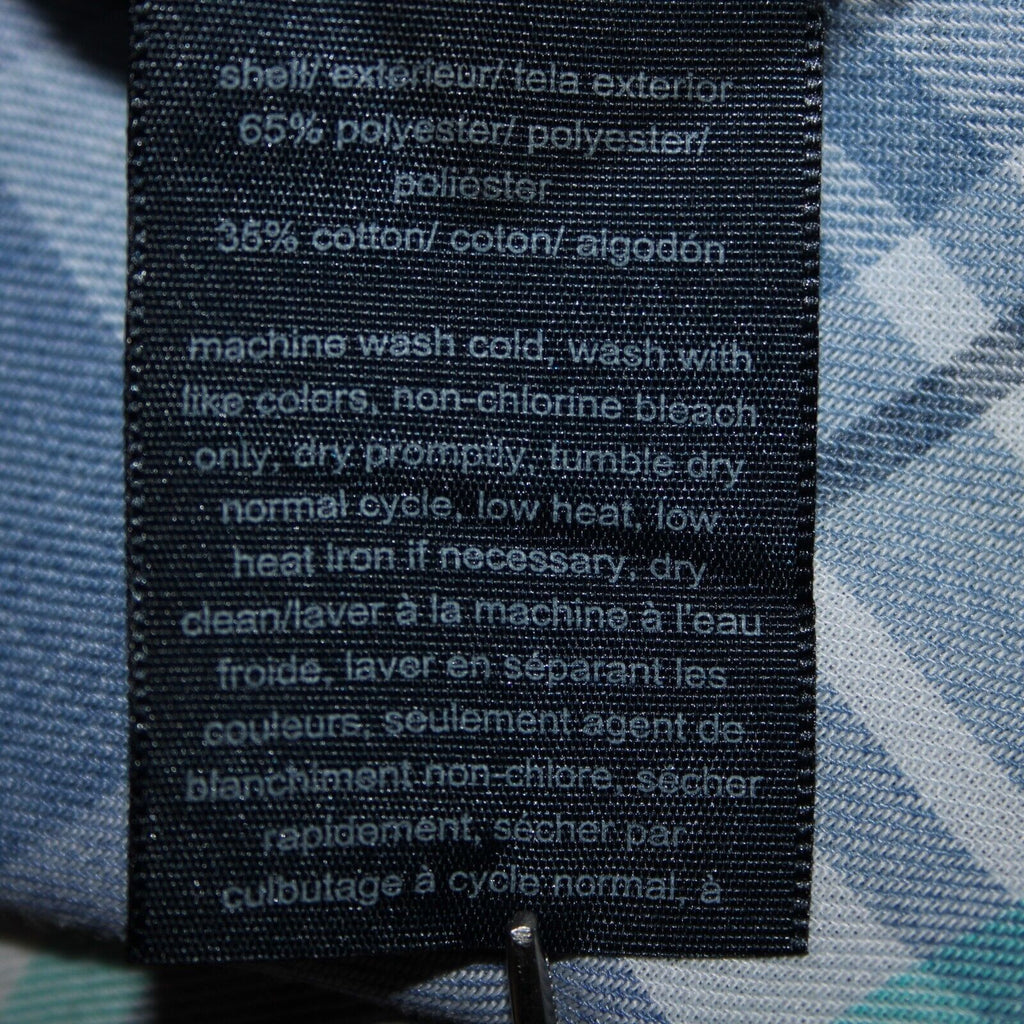 shell/ extérieur/ tela exterior
65% polyester/ polyester/
poliéster
35% cotton/ coton/ algodón
machine wash cold, wash with
like colors, non-chlorine bleach
only, dry promptly, tumble dry
normal cycle, low heat, low
heat iron if necessary, dry
clean/laver à la machine à l'eau
froide, laver en séparant les
couleurs, seulement agent de
blanchiment non-chlore, sécher
rapidement, sécher par
culbutage à cycle normal, à